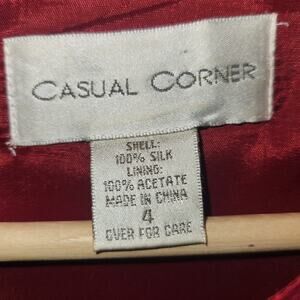 CASUAL CORNER
SHELL:
100% SILK
LINING:
100% ACETATE
MADE IN CHINA
4
OVER FOR CARE